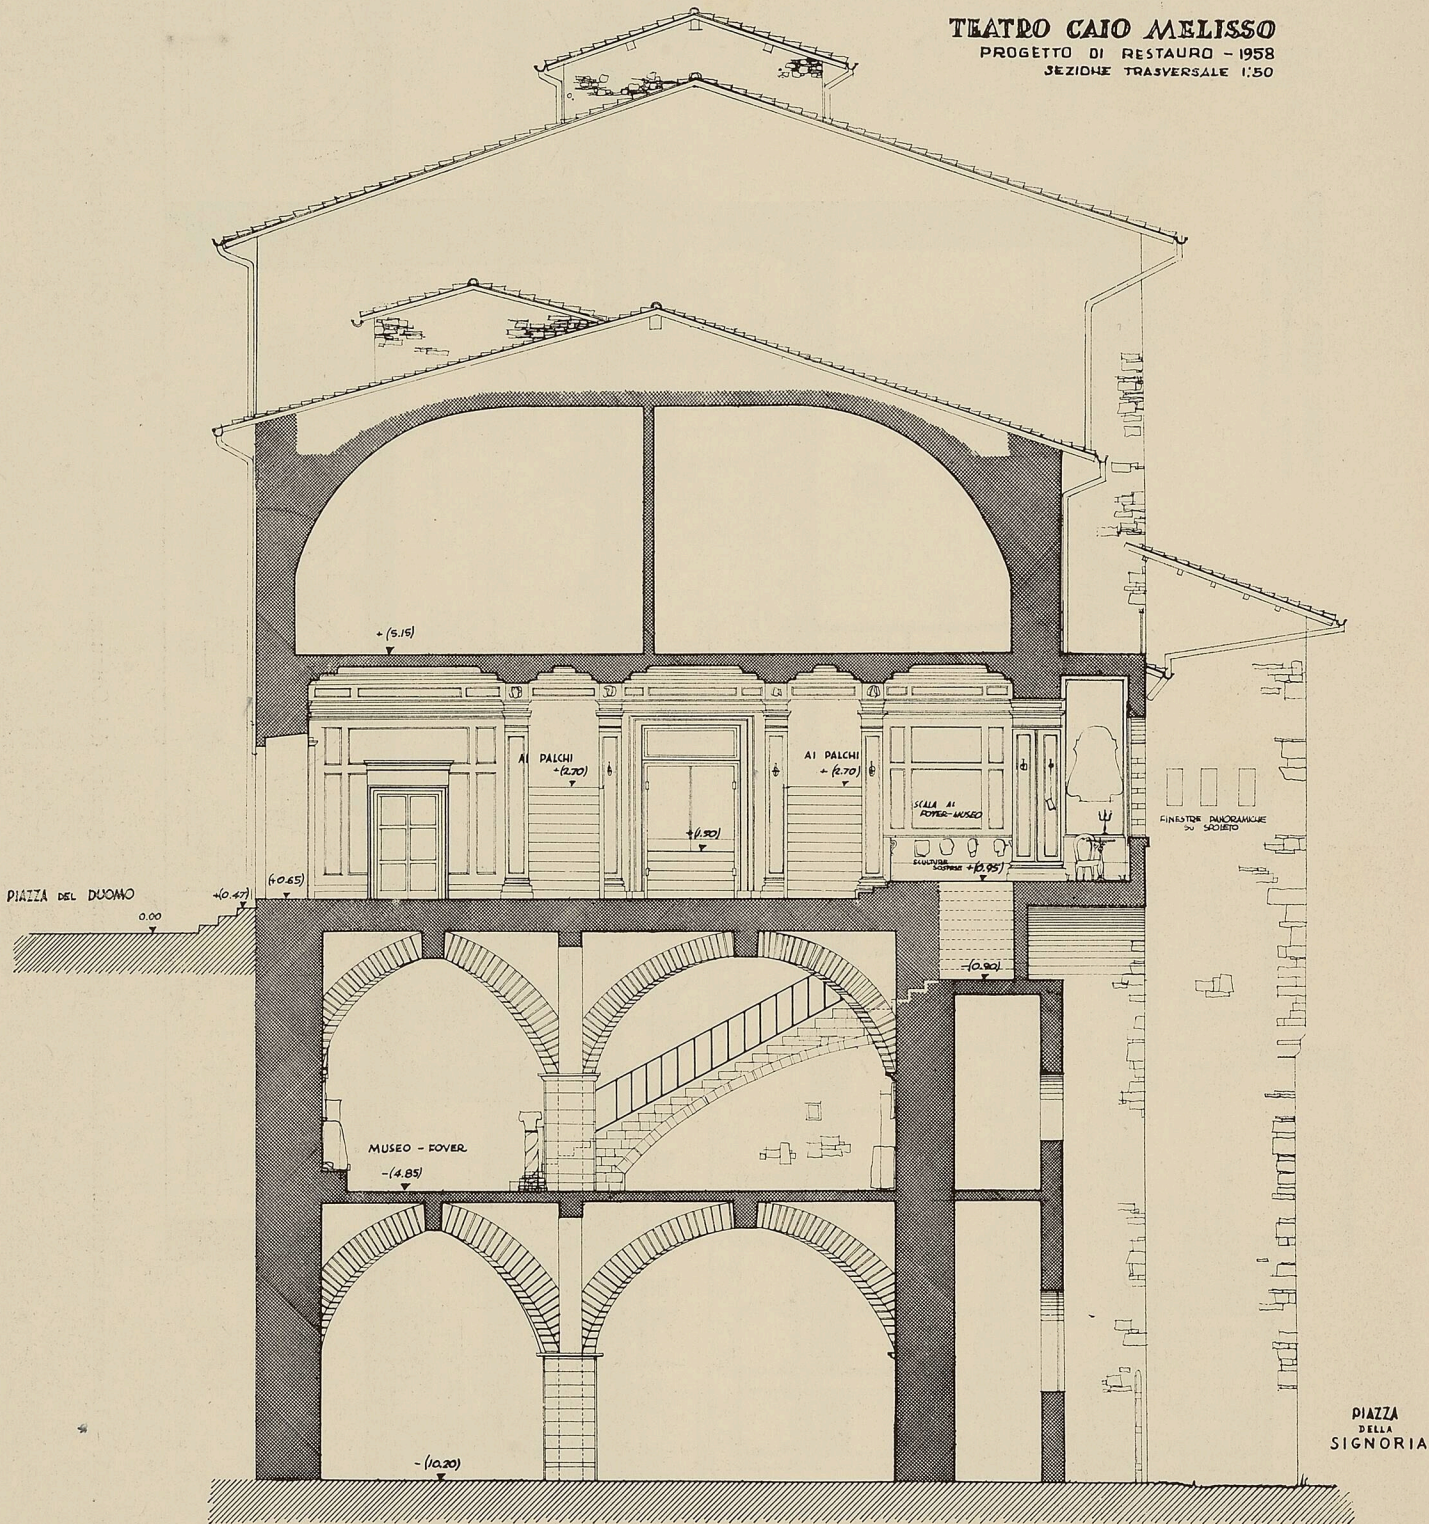 TEATRO CAIO MELISSO
PROGETTO DI RESTAURO - 1958
SEZIONE TRASVERSALE 1:50
+ (5.15)
AI PALCHI
+(2.70)
AI PALCHI
+ (2.70)
SCALA AL
FOYER-MUSEO
+(1.50)
FINESTRE PANORAMICHE
SU SPOLETO
SCULTURE
SOSPESE +(0.95)
PIAZZA DEL DUOMO
0.00
+(0.47)
(+0.65)
-(0.90)
MUSEO - FOYER
-(4.85)
-(10.20)
PIAZZA
DELLA
SIGNORIA